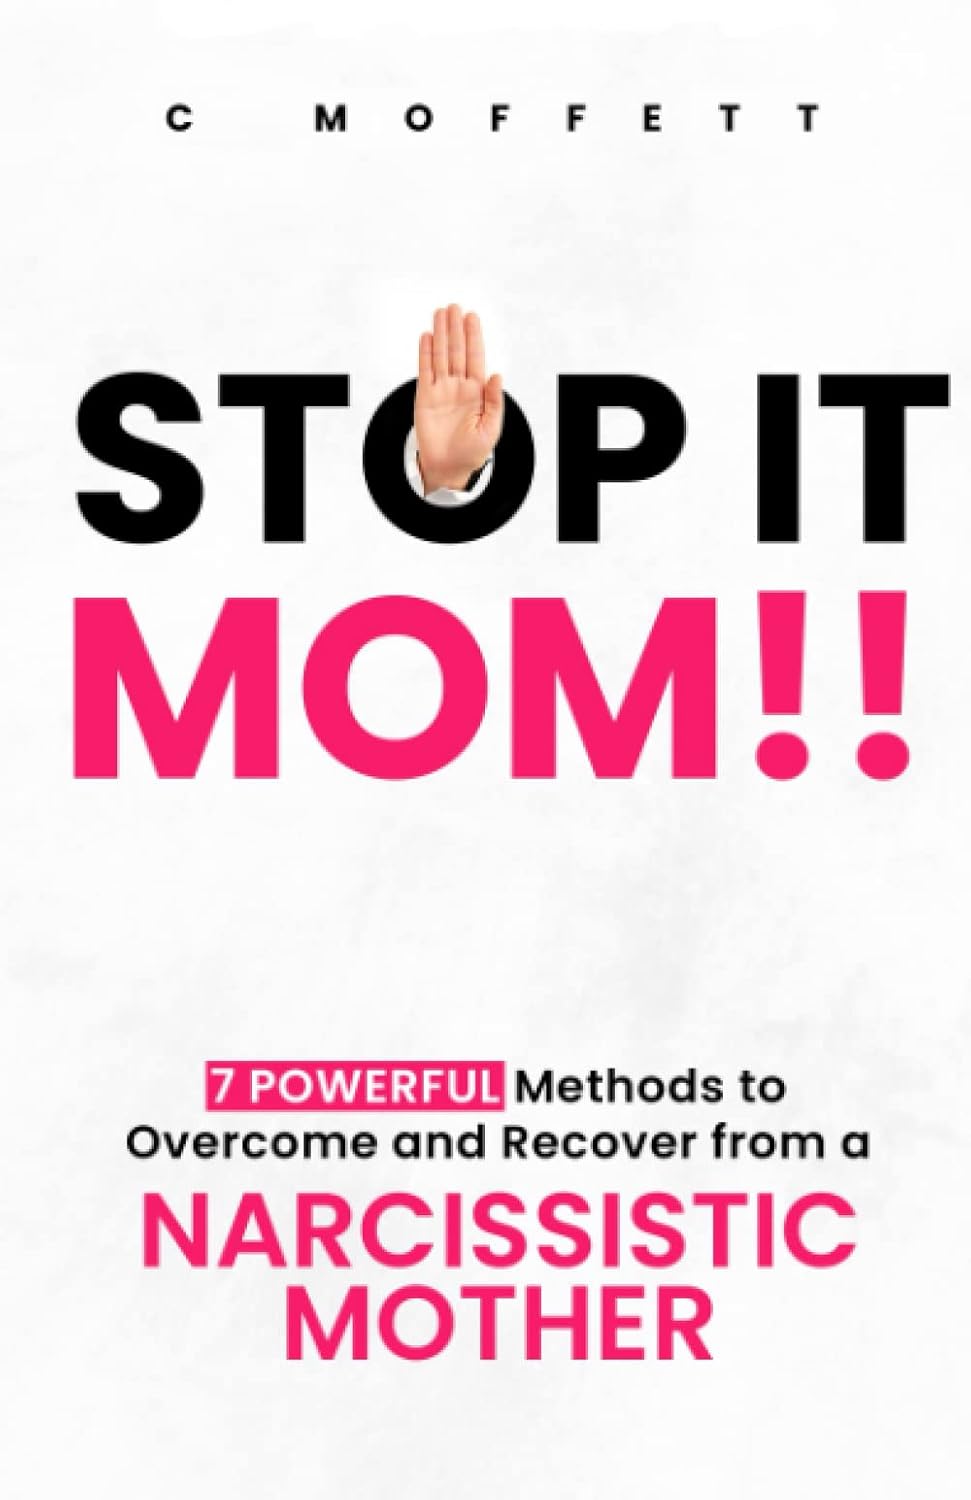 C MOFFETT
STOP IT
MOM!!
7 POWERFUL Methods to
Overcome and Recover from a
NARCISSISTIC
MOTHER